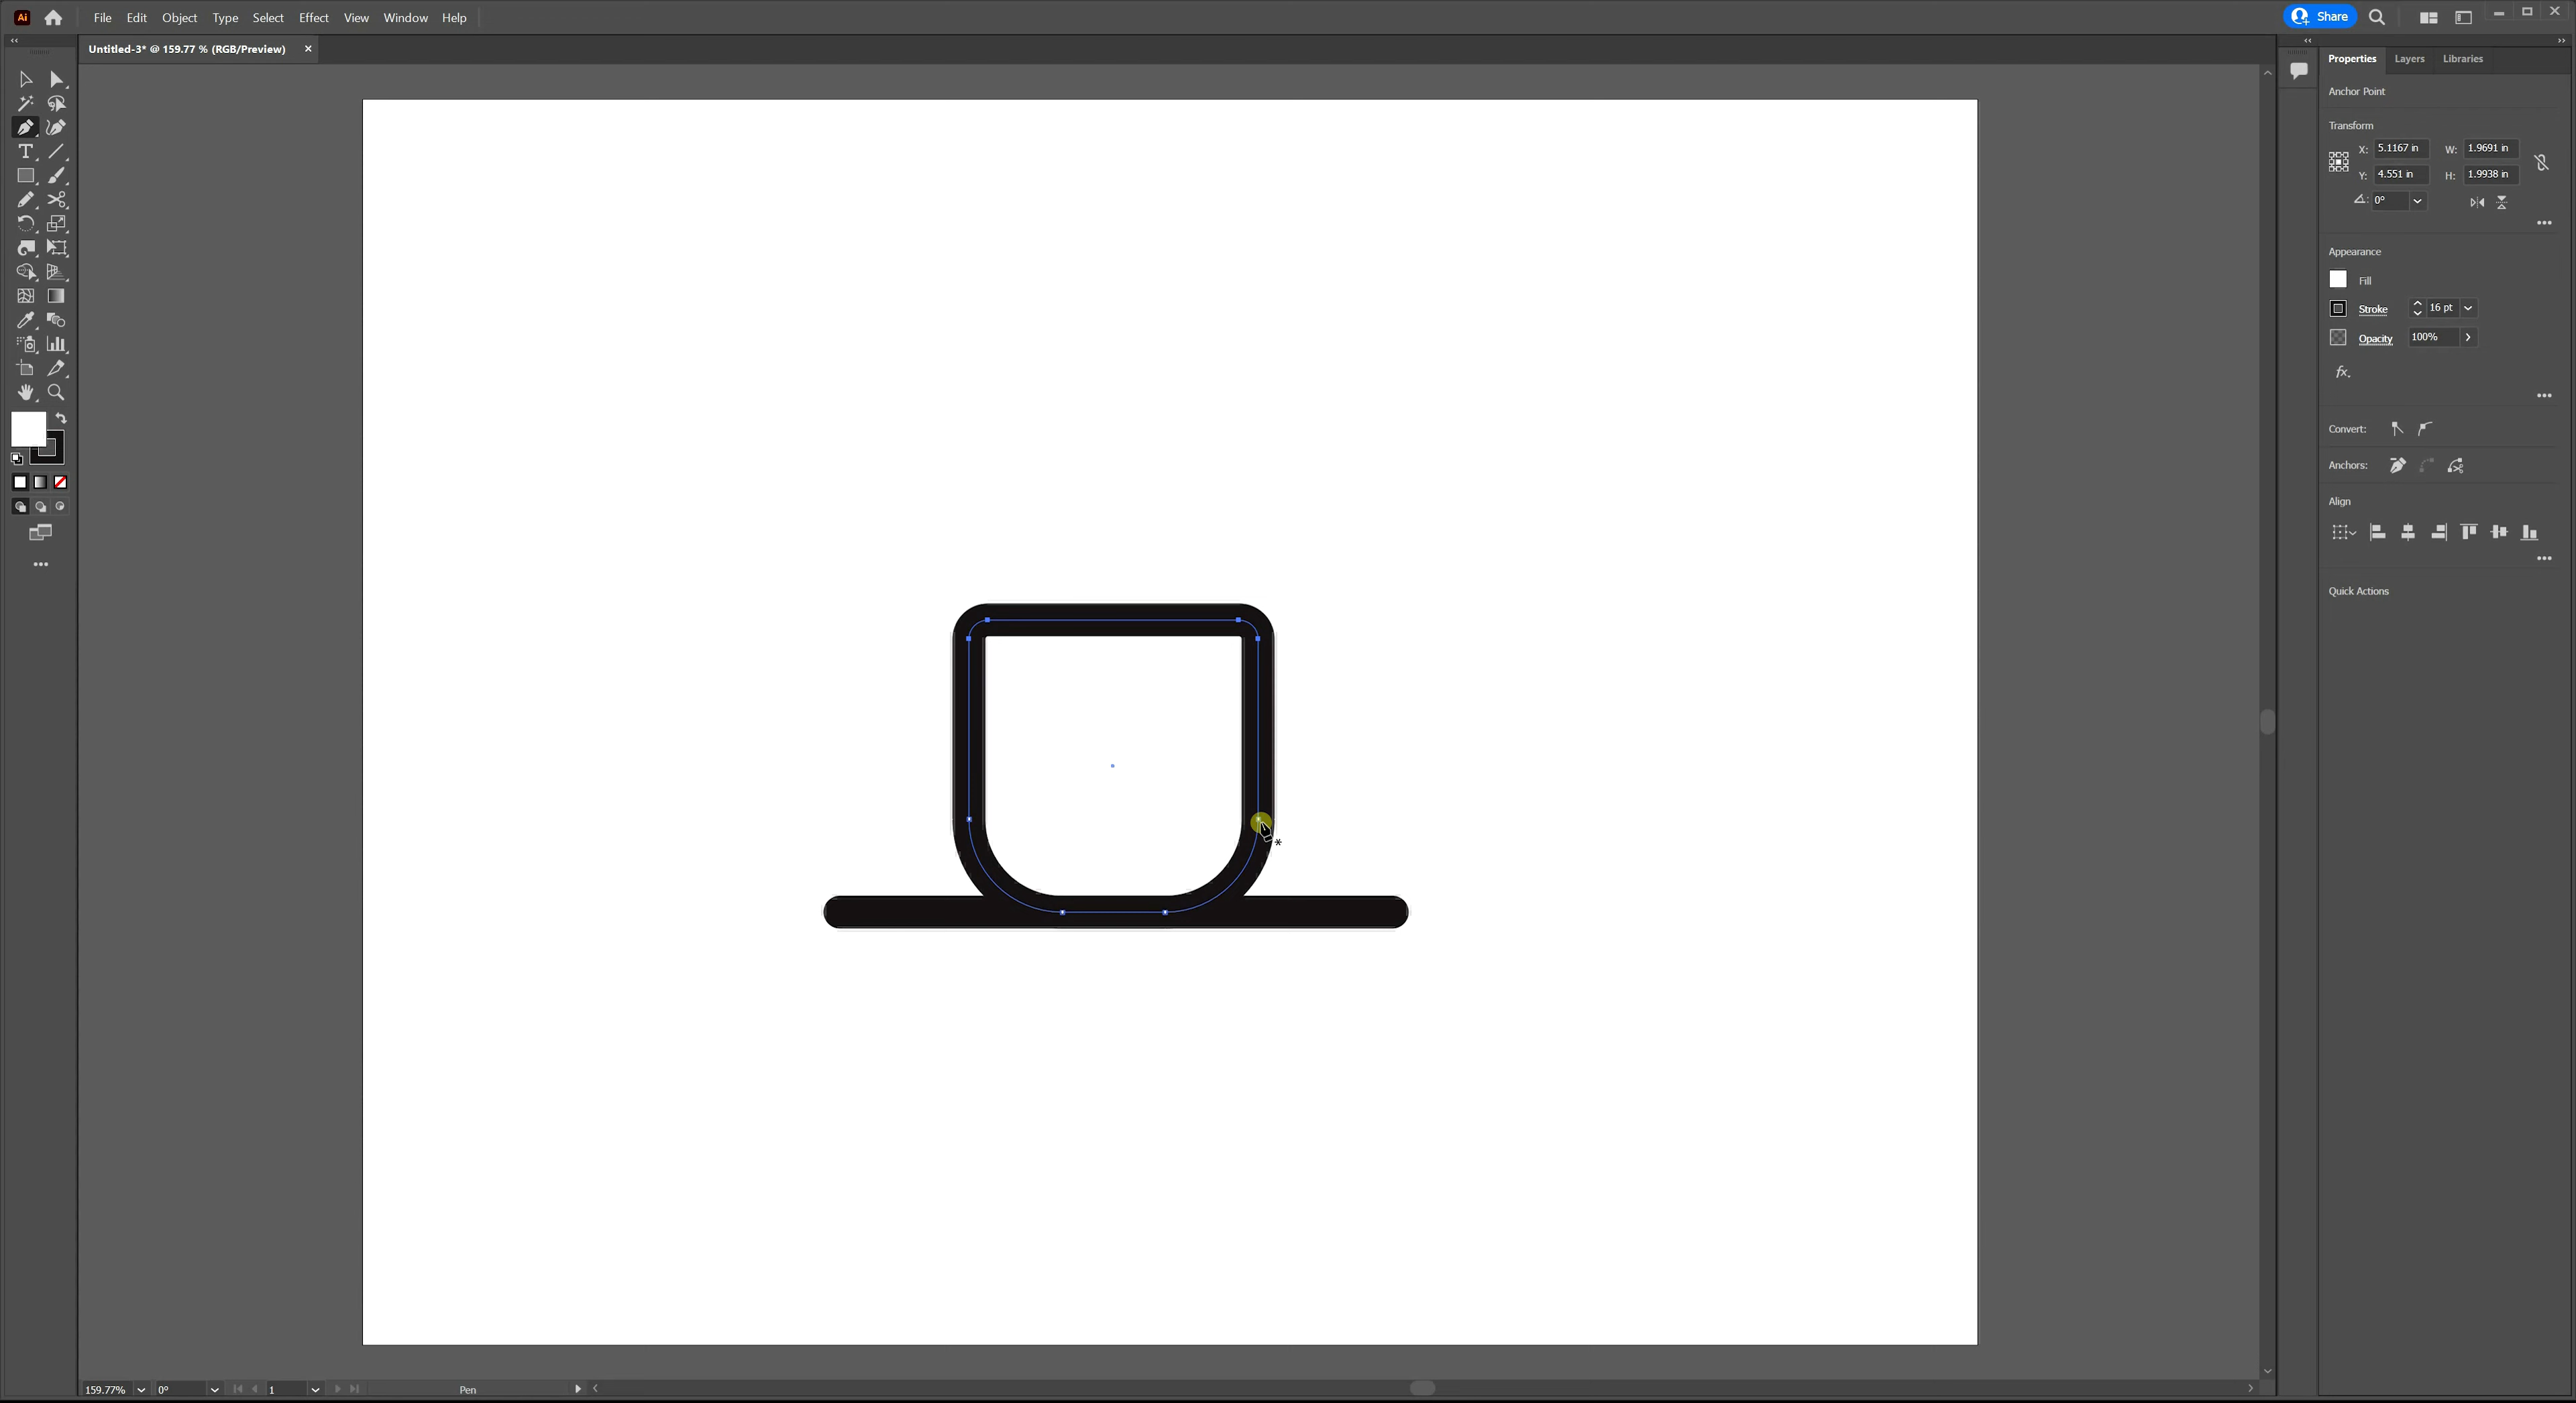 Ai File Edit Object Type Select Effect View Window Help Share
Untitled-3* @ 159.77 % (RGB/Preview) ×
Properties Layers Libraries
Anchor Point
Transform
X: 5.1167 in W: 1.9691 in
Y: 4.551 in H: 1.9938 in
0°
Appearance
Fill
Stroke 16 pt
Opacity 100%
fx.
Convert:
Anchors:
Align
Quick Actions
159.77% 0° 1 Pen